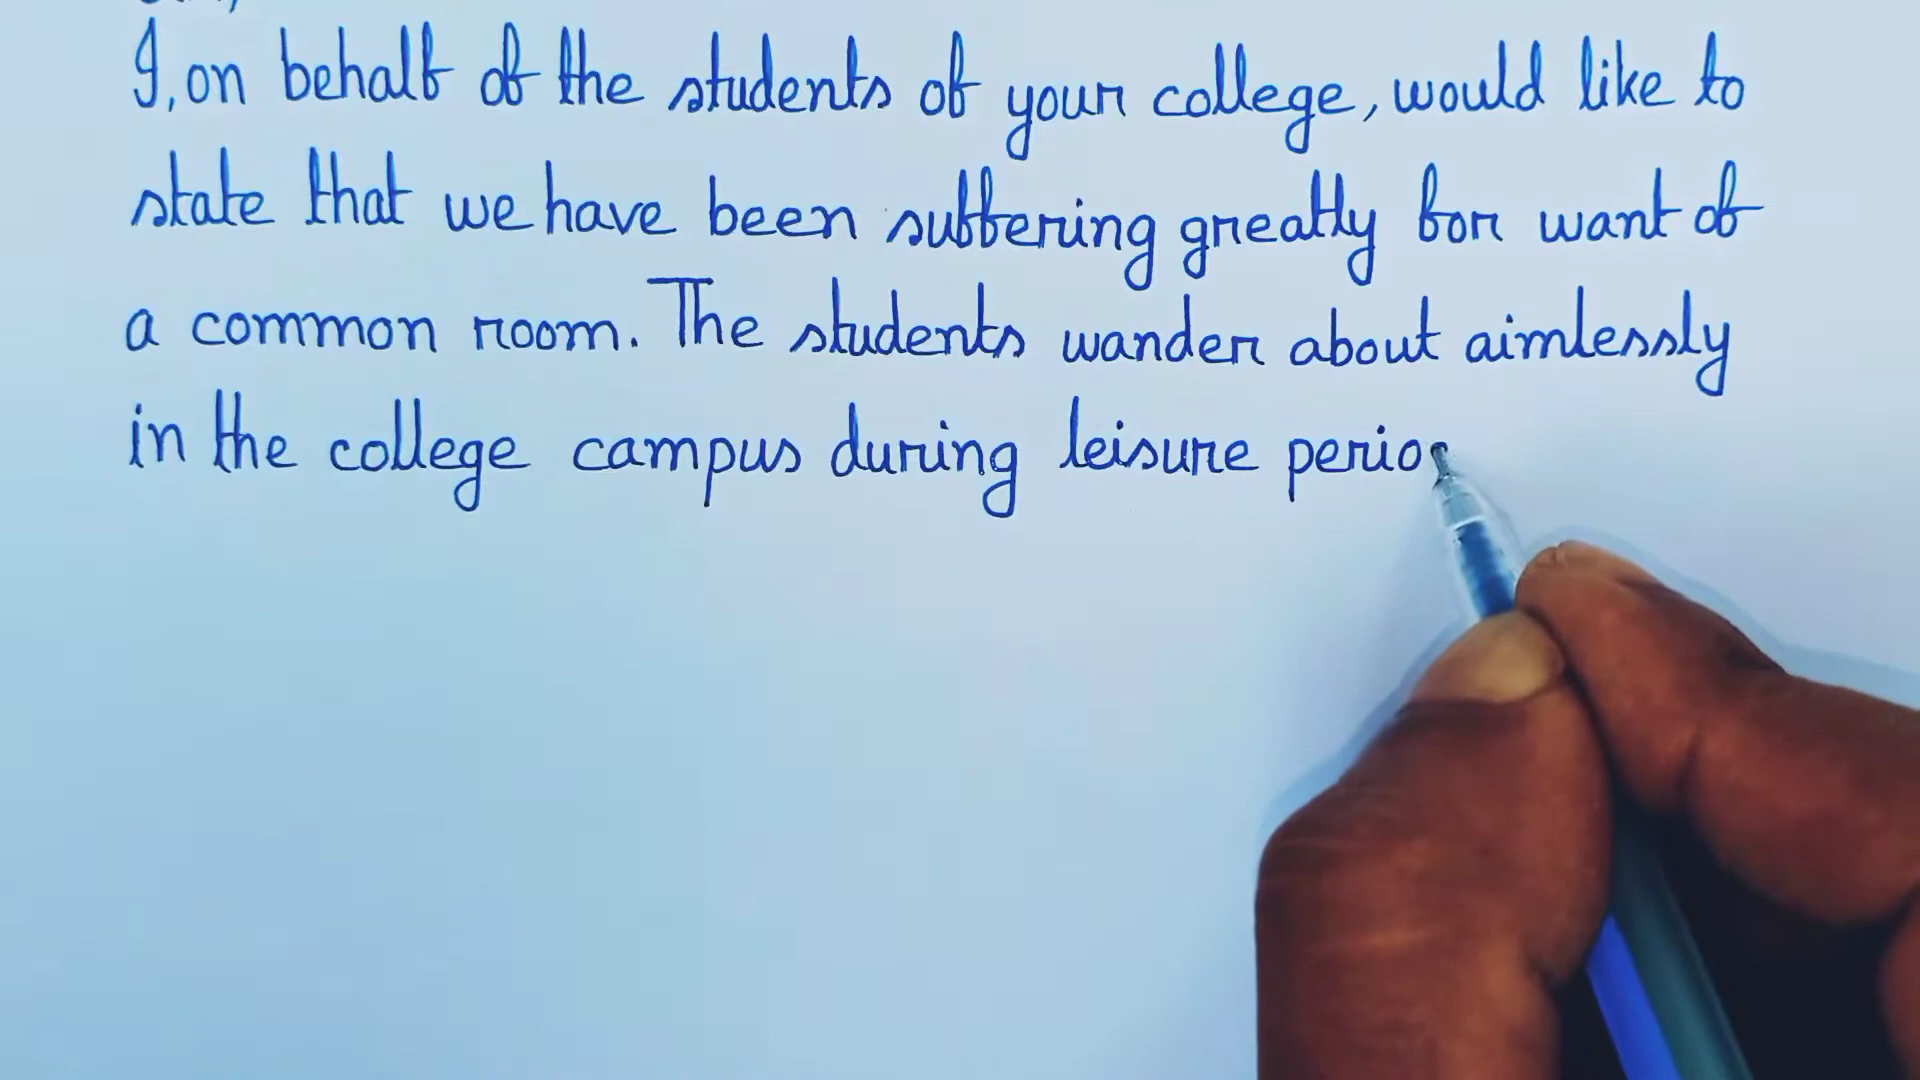 I, on behalf of the students of your college, would like to
state that we have been suffering greatly for want of
a common room. The students wander about aimlessly
in the college campus during leisure perio